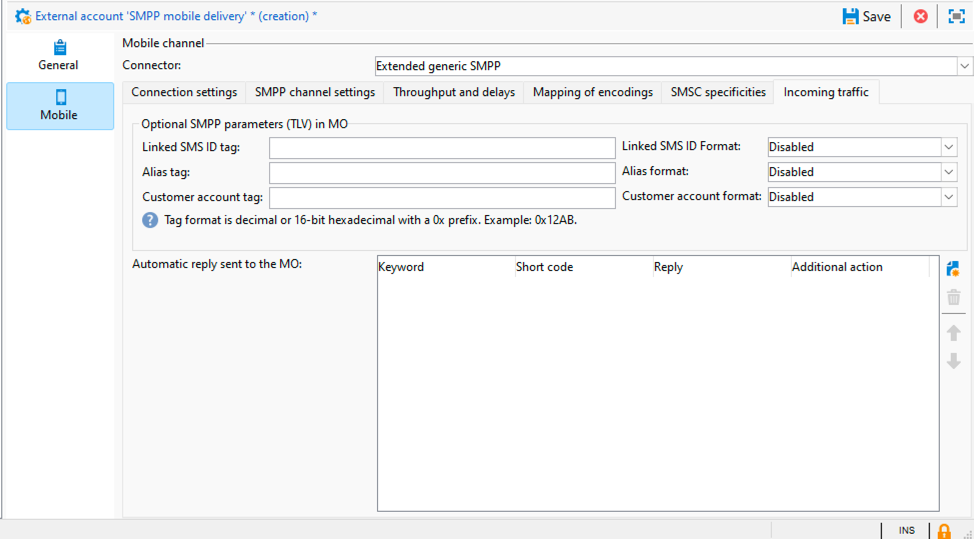 External account 'SMPP mobile delivery' * (creation) *
Save
General
Mobile
Mobile channel
Connector: Extended generic SMPP
Connection settings SMPP channel settings Throughput and delays Mapping of encodings SMSC specificities Incoming traffic
Optional SMPP parameters (TLV) in MO
Linked SMS ID tag: Linked SMS ID Format: Disabled
Alias tag: Alias format: Disabled
Customer account tag: Customer account format: Disabled
? Tag format is decimal or 16-bit hexadecimal with a 0x prefix. Example: 0x12AB.
Automatic reply sent to the MO:
Keyword Short code Reply Additional action
INS